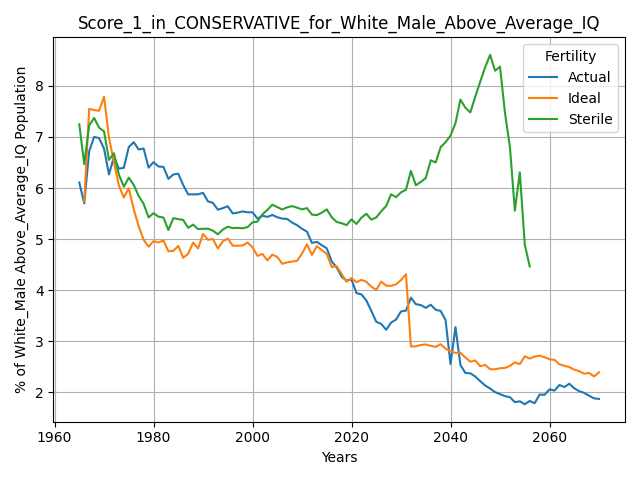 Score_1_in_CONSERVATIVE_for_White_Male_Above_Average_IQ
Fertility
Actual
Ideal
Sterile
% of White_Male Above_Average_IQ Population
8
7
6
5
4
3
2
1960
1980
2000
2020
2040
2060
Years